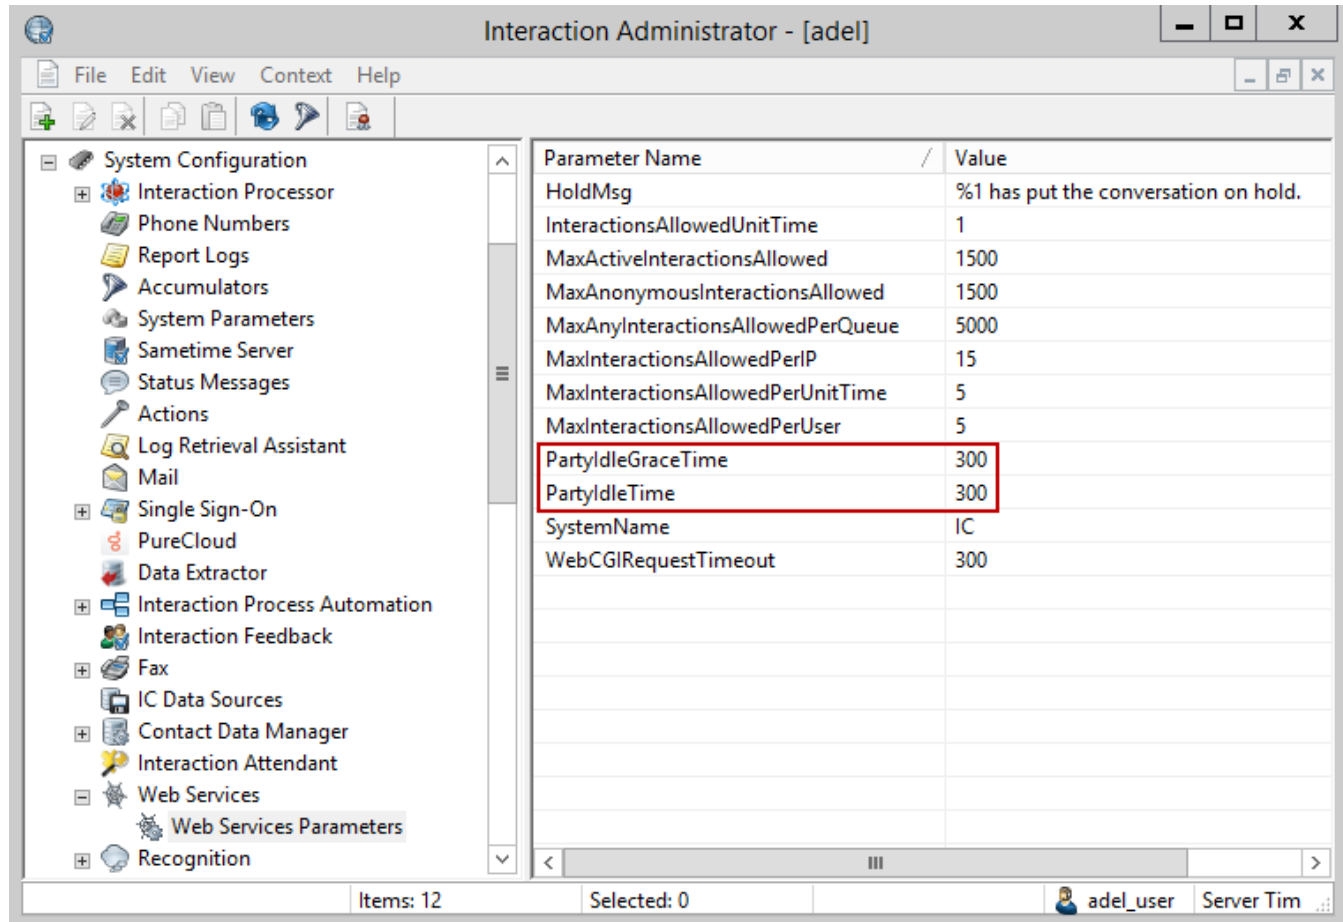 Interaction Administrator - [adel]
File Edit View Context Help
System Configuration
Interaction Processor
Phone Numbers
Report Logs
Accumulators
System Parameters
Sametime Server
Status Messages
Actions
Log Retrieval Assistant
Mail
Single Sign-On
PureCloud
Data Extractor
Interaction Process Automation
Interaction Feedback
Fax
IC Data Sources
Contact Data Manager
Interaction Attendant
Web Services
Web Services Parameters
Recognition
Parameter Name Value
HoldMsg %1 has put the conversation on hold.
InteractionsAllowedUnitTime 1
MaxActiveInteractionsAllowed 1500
MaxAnonymousInteractionsAllowed 1500
MaxAnyInteractionsAllowedPerQueue 5000
MaxInteractionsAllowedPerIP 15
MaxInteractionsAllowedPerUnitTime 5
MaxInteractionsAllowedPerUser 5
PartyIdleGraceTime 300
PartyIdleTime 300
SystemName IC
WebCGIRequestTimeout 300
Items: 12 Selected: 0 adel_user Server Tim